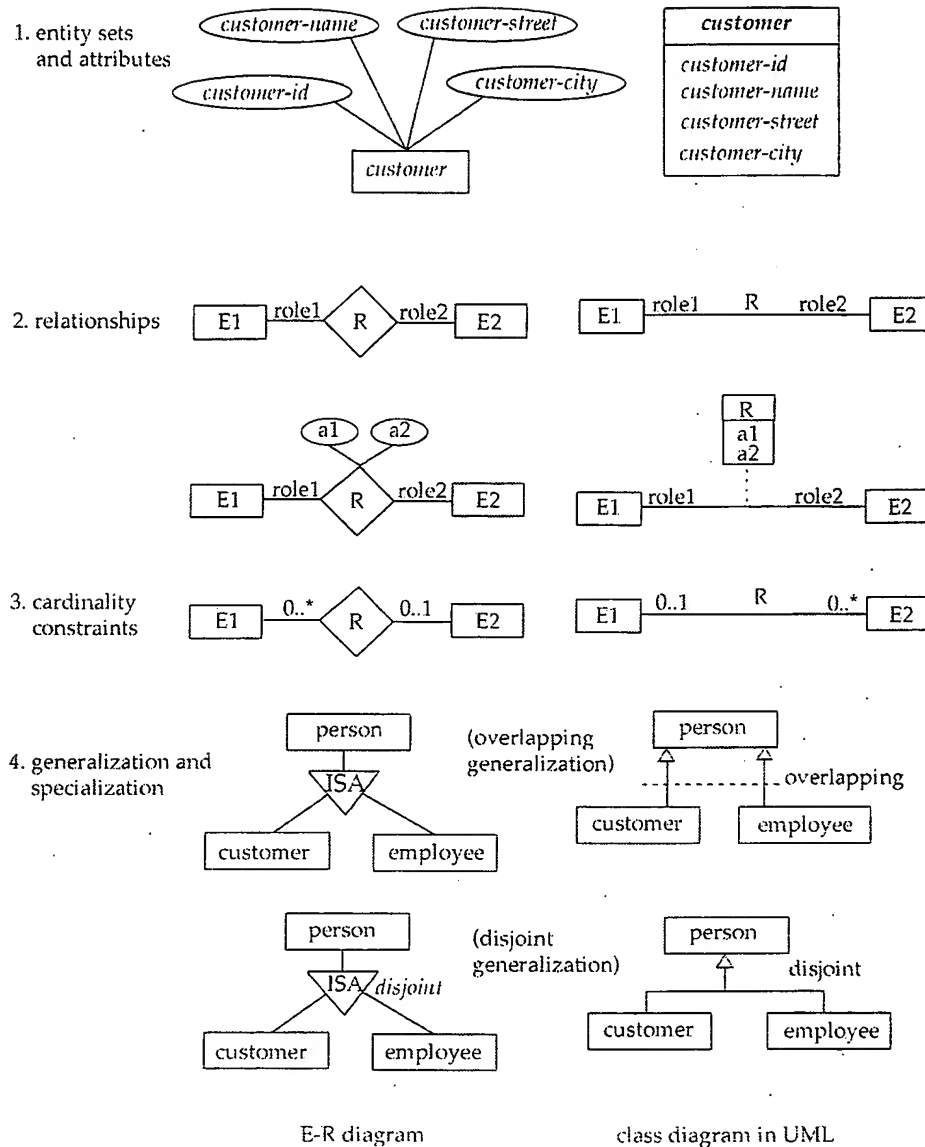 1. entity sets
and attributes
customer-name
customer-street
customer-id
customer-city
customer
customer
customer-id
customer-name
customer-street
customer-city
2. relationships
E1 role1 R role2 E2
E1 role1 R role2 E2
a1 a2
E1 role1 R role2 E2
R
a1
a2
E1 role1 role2 E2
3. cardinality
constraints
E1 0..* R 0..1 E2
E1 0..1 R 0..* E2
4. generalization and
specialization
person
ISA
customer employee
(overlapping
generalization)
person
overlapping
customer employee
person
ISA disjoint
customer employee
(disjoint
generalization)
person
disjoint
customer employee
E-R diagram
class diagram in UML